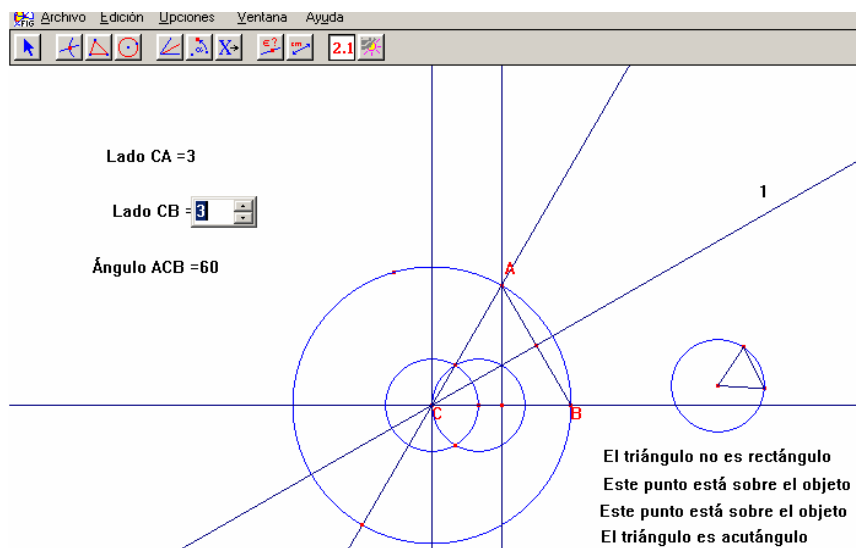 Archivo Edición Opciones Ventana Ayuda
2.1
Lado CA =3
1
Lado CB = 3
Ángulo ACB =60
A
C
B
El triángulo no es rectángulo
Este punto está sobre el objeto
Este punto está sobre el objeto
El triángulo es acutángulo